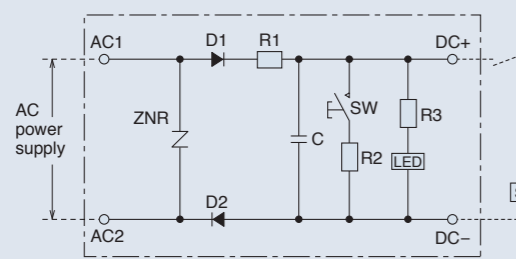 AC1
D1
R1
DC+
AC
power
supply
ZNR
C
SW
R2
R3
LED
D2
AC2
DC−